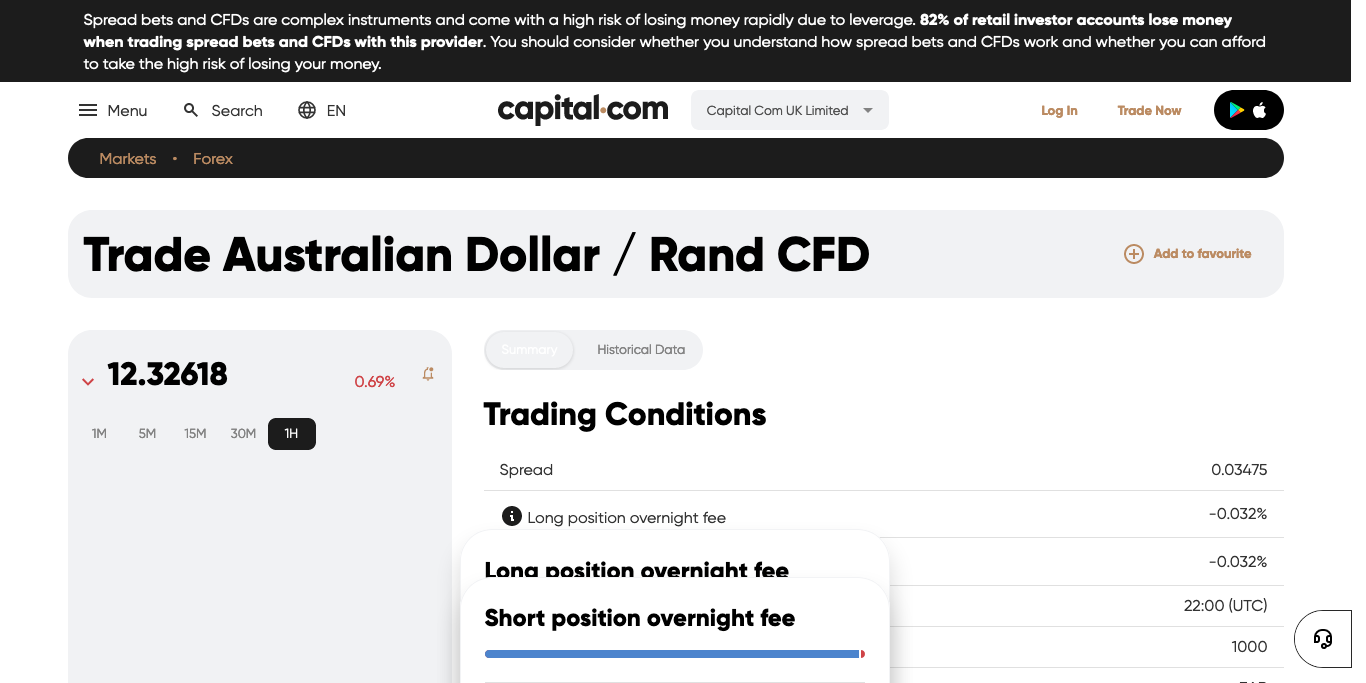 Spread bets and CFDs are complex instruments and come with a high risk of losing money rapidly due to leverage. 82% of retail investor accounts lose money
when trading spread bets and CFDs with this provider. You should consider whether you understand how spread bets and CFDs work and whether you can afford
to take the high risk of losing your money.
Menu Search EN capital.com Capital Com UK Limited Log In Trade Now
Markets • Forex
Trade Australian Dollar / Rand CFD Add to favourite
12.32618 0.69%
1M 5M 15M 30M 1H
Summary Historical Data
Trading Conditions
Spread 0.03475
Long position overnight fee -0.032%
Long position overnight fee
-0.032%
Short position overnight fee
22:00 (UTC)
1000